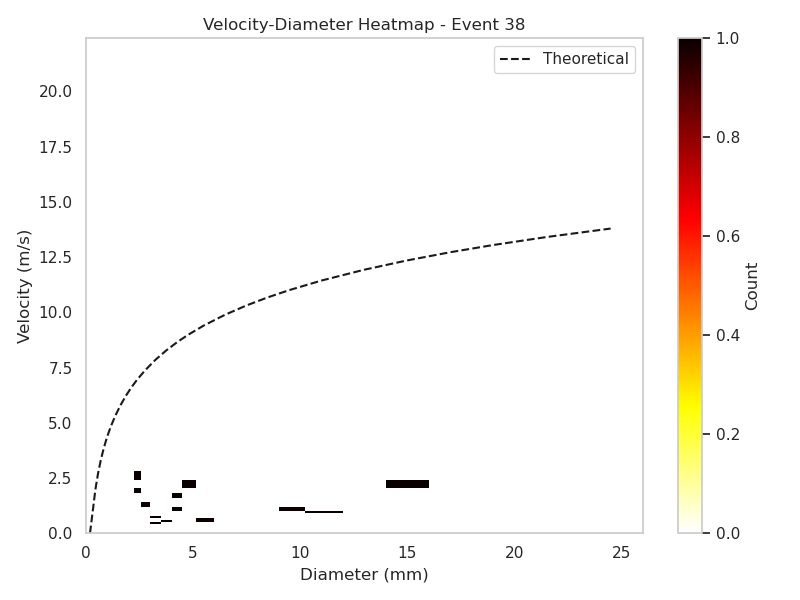 Velocity-Diameter Heatmap - Event 38
Theoretical
Velocity (m/s)
20.0
17.5
15.0
12.5
10.0
7.5
5.0
2.5
0.0
0 5 10 15 20 25
Diameter (mm)
1.0
0.8
0.6
0.4
0.2
0.0
Count